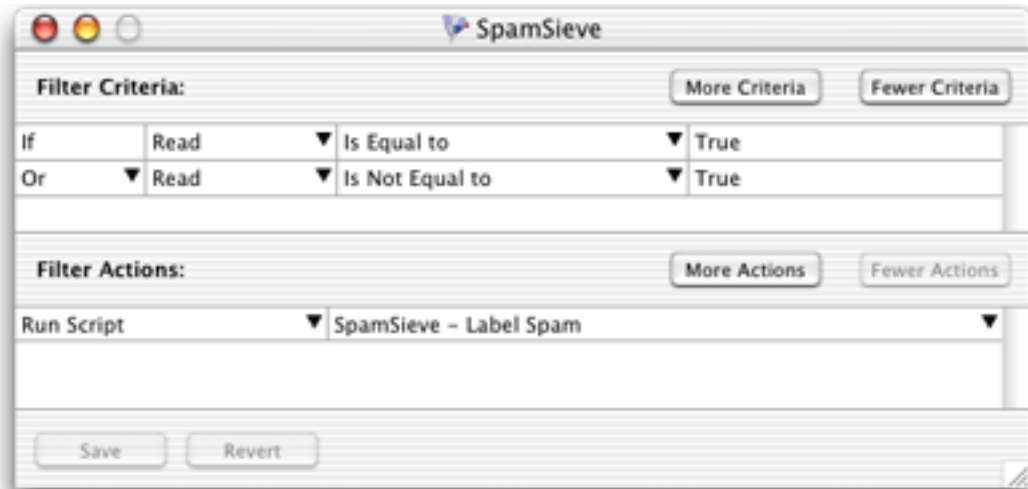 SpamSieve
Filter Criteria: More Criteria Fewer Criteria
If Read Is Equal to True
Or Read Is Not Equal to True
Filter Actions: More Actions Fewer Actions
Run Script SpamSieve – Label Spam
Save Revert